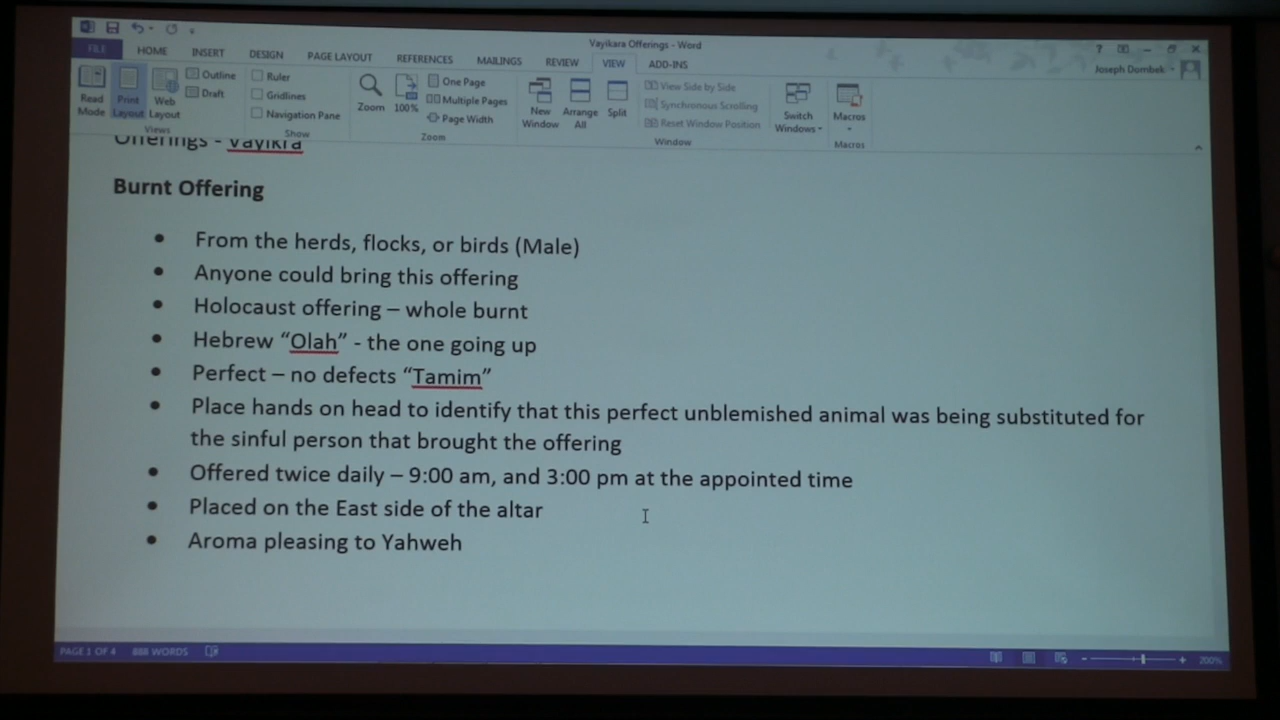 Vayikara Offerings - Word
FILE HOME INSERT DESIGN PAGE LAYOUT REFERENCES MAILINGS REVIEW VIEW ADD-INS
Joseph Dombek
Read Mode
Print Layout
Web Layout
Outline
Draft
Views
Ruler
Gridlines
Navigation Pane
Show
Zoom
100%
One Page
Multiple Pages
Page Width
Zoom
New Window
Arrange All
Split
View Side by Side
Synchronous Scrolling
Reset Window Position
Window
Switch Windows
Macros
Macros
Offerings - Vayikra
Burnt Offering
• From the herds, flocks, or birds (Male)
• Anyone could bring this offering
• Holocaust offering – whole burnt
• Hebrew “Olah” - the one going up
• Perfect – no defects “Tamim”
• Place hands on head to identify that this perfect unblemished animal was being substituted for
the sinful person that brought the offering
• Offered twice daily – 9:00 am, and 3:00 pm at the appointed time
• Placed on the East side of the altar
• Aroma pleasing to Yahweh
PAGE 1 OF 4 888 WORDS
200%